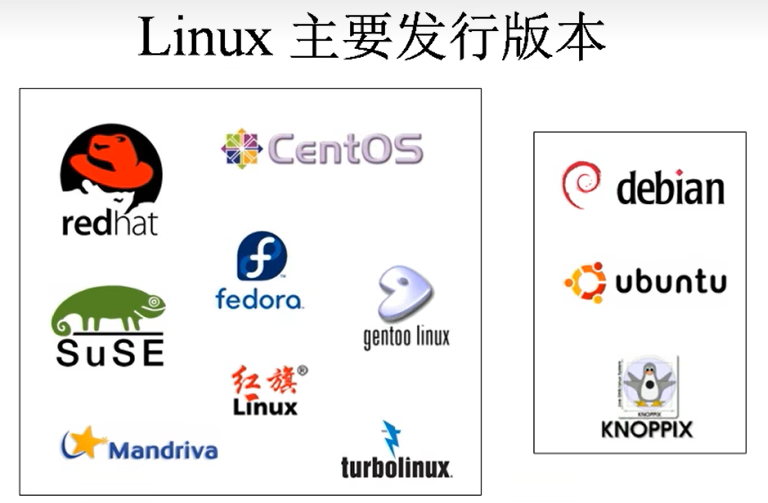 Linux 主要发行版本
redhat
CentOS
fedora
gentoo linux
SuSE
红旗®
Linux
Mandriva
turbolinux
debian
ubuntu
KNOPPIX
KNOPPIX